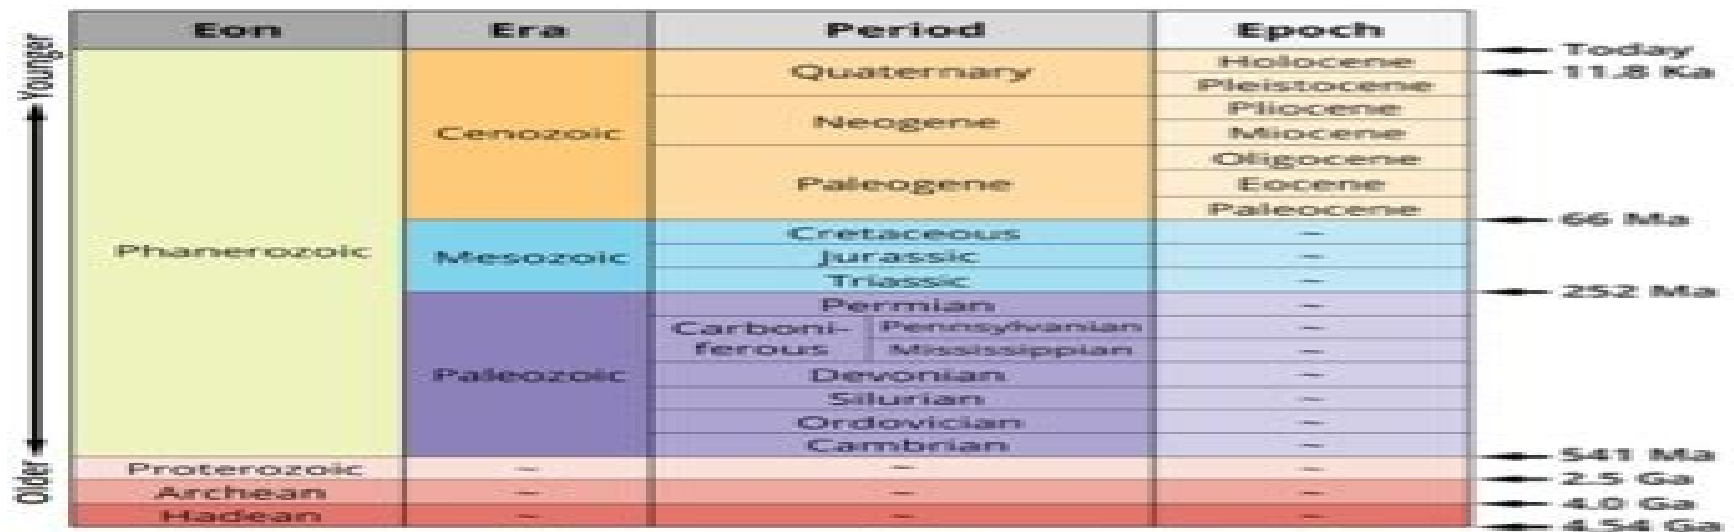 Eon Era Period Epoch
Younger
Today
Quaternary Holocene
11.8 Ka
Pleistocene
Cenozoic Neogene Pliocene
Miocene
Paleogene Oligocene
Eocene
Paleocene
66 Ma
Phanerozoic Mesozoic Cretaceous ~
Jurassic ~
Triassic ~
252 Ma
Paleozoic Permian ~
Carboni- Pennsylvanian ~
ferous Mississippian ~
Devonian ~
Silurian ~
Ordovician ~
Cambrian ~
541 Ma
Proterozoic ~ ~ ~
2.5 Ga
Archean ~ ~ ~
4.0 Ga
Older
Hadean ~ ~ ~
4.54 Ga